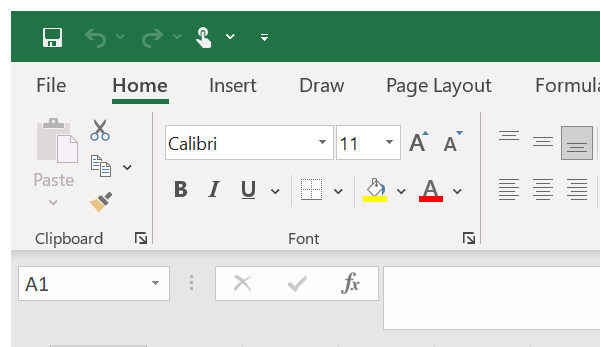 File Home Insert Draw Page Layout Formula
Calibri 11 A A
Paste
B I U A
Clipboard Font
A1 fx